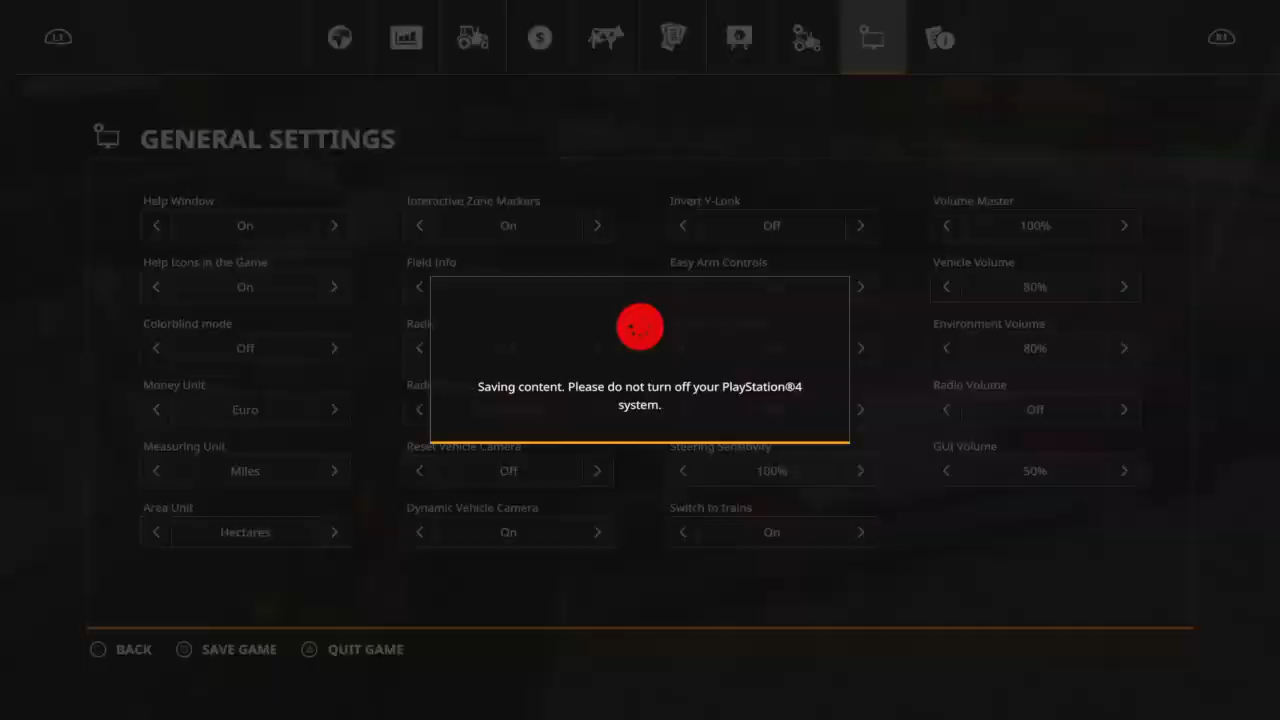 L1
R1
GENERAL SETTINGS
Help Window
Interactive Zone Markers
Invert Y-Look
Volume Master
On
On
Off
100%
Help Icons in the Game
Field Info
Easy Arm Controls
Vehicle Volume
On
80%
Colorblind mode
Environment Volume
Off
80%
Saving content. Please do not turn off your PlayStation®4
system.
Money Unit
Radio Volume
Euro
Off
Measuring Unit
Reset Vehicle Camera
Steering Sensitivity
GUI Volume
Miles
Off
100%
50%
Area Unit
Dynamic Vehicle Camera
Switch to trains
Hectares
On
On
BACK
SAVE GAME
QUIT GAME